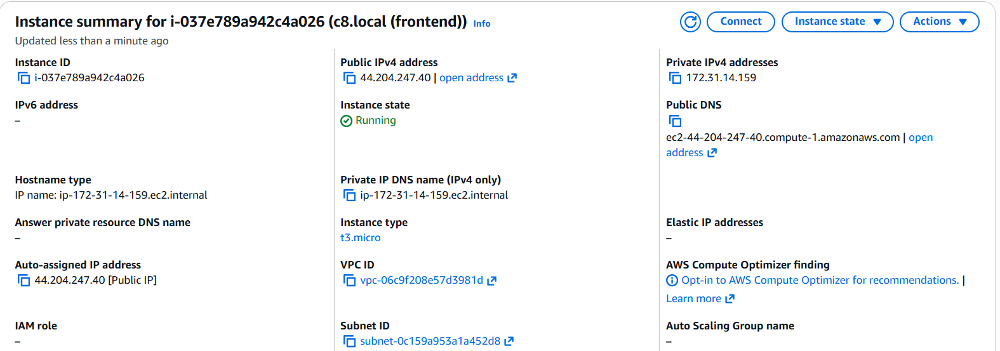 Instance summary for i-037e789a942c4a026 (c8.local (frontend)) Info
Connect
Instance state
Actions
Updated less than a minute ago
Instance ID
i-037e789a942c4a026
Public IPv4 address
44.204.247.40 | open address
Private IPv4 addresses
172.31.14.159
IPv6 address
–
Instance state
Running
Public DNS
ec2-44-204-247-40.compute-1.amazonaws.com | open
address
Hostname type
IP name: ip-172-31-14-159.ec2.internal
Private IP DNS name (IPv4 only)
ip-172-31-14-159.ec2.internal
Answer private resource DNS name
–
Instance type
t3.micro
Elastic IP addresses
–
Auto-assigned IP address
44.204.247.40 [Public IP]
VPC ID
vpc-06c9f208e57d3981d
AWS Compute Optimizer finding
Opt-in to AWS Compute Optimizer for recommendations. |
Learn more
IAM role
–
Subnet ID
subnet-0c159a953a1a452d8
Auto Scaling Group name
–